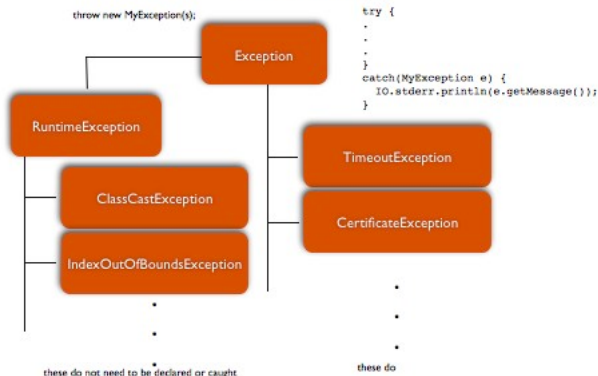 throw new MyException(s);
try {
.
.
.
}
catch(MyException e) {
IO.stderr.println(e.getMessage());
}
Exception
RuntimeException
TimeoutException
ClassCastException
CertificateException
IndexOutOfBoundsException
.
.
.
.
.
.
these do not need to be declared or caught
these do